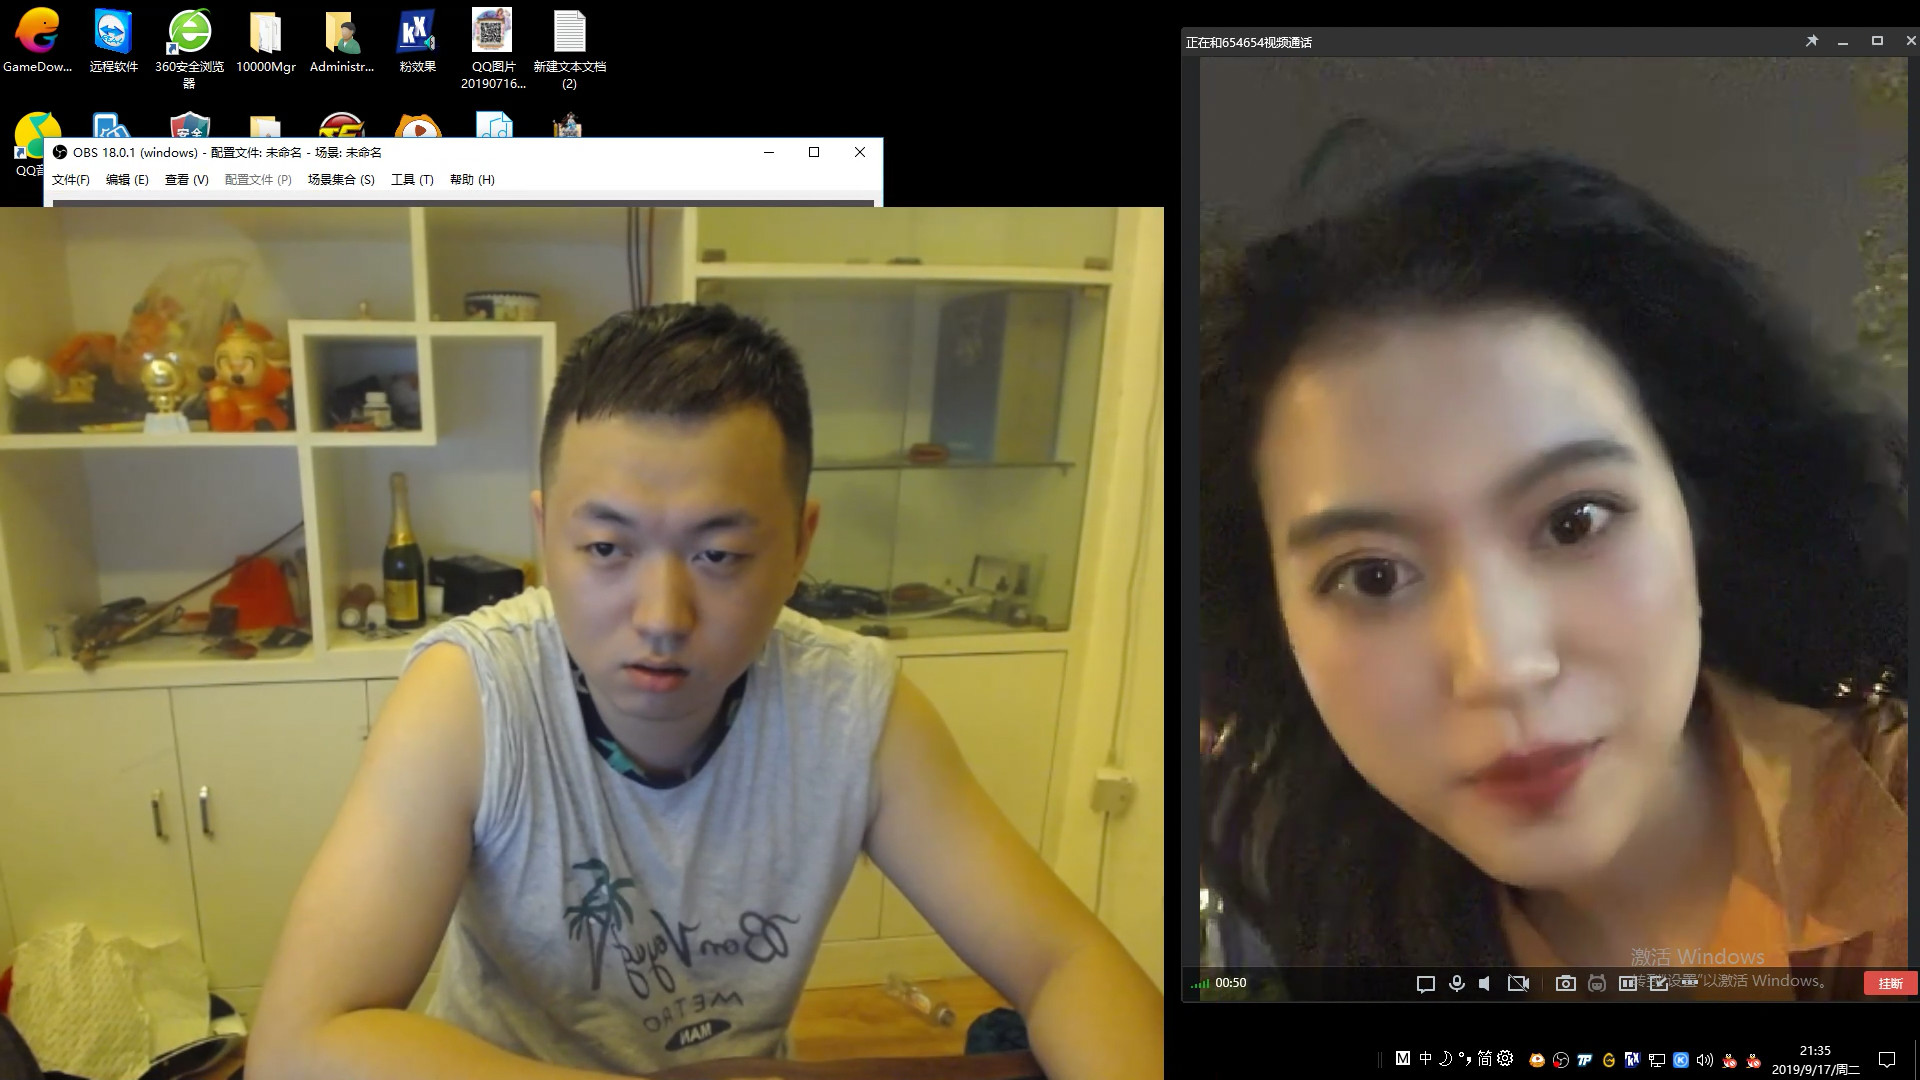 GameDow...
远程软件
360安全浏览
器
10000Mgr
Administr...
粉效果
QQ图片
20190716...
新建文本文档
(2)
安全
QQ音
OBS 18.0.1 (windows) - 配置文件: 未命名 - 场景: 未命名
文件(F) 编辑 (E) 查看 (V) 配置文件 (P) 场景集合 (S) 工具 (T) 帮助 (H)
正在和654654视频通话
Bon Voyage
METRO
MAN
激活 Windows
转到"设置"以激活 Windows。
00:50
挂断
M 中 简
21:35
2019/9/17/周二